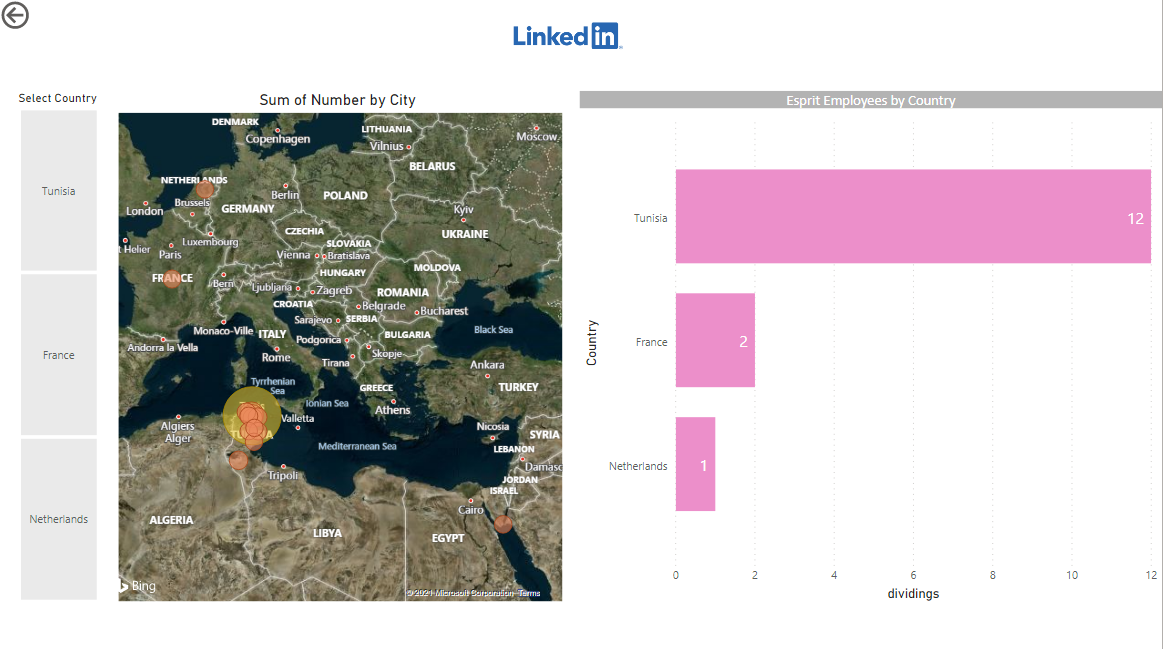 Linked in
Select Country
Tunisia
France
Netherlands
Sum of Number by City
DENMARK
Copenhagen
LITHUANIA
Vilnius
Moscow
BELARUS
NETHERLANDS
Berlin
POLAND
London
Brussels
GERMANY
Kyiv
UKRAINE
CZECHIA
t Helier
Paris
Luxembourg
SLOVAKIA
Vienna
Bratislava
FRANCE
Bern
HUNGARY
MOLDOVA
Ljubljana
Zagreb
ROMANIA
CROATIA
Belgrade
Bucharest
Sarajevo
SERBIA
Monaco-Ville
ITALY
Podgorica
BULGARIA
Black Sea
Andorra la Vella
Rome
Tirana
Skopje
Ankara
Tyrrhenian
Sea
GREECE
TURKEY
Ionian Sea
Athens
Algiers
Alger
Valletta
Nicosia
SYRIA
Mediterranean Sea
LEBANON
Damasc
Tripoli
JORDAN
ISRAEL
Cairo
ALGERIA
LIBYA
EGYPT
Bing
© 2021 Microsoft Corporation Terms
Esprit Employees by Country
Country
Tunisia
12
France
2
Netherlands
1
0 2 4 6 8 10 12
dividings